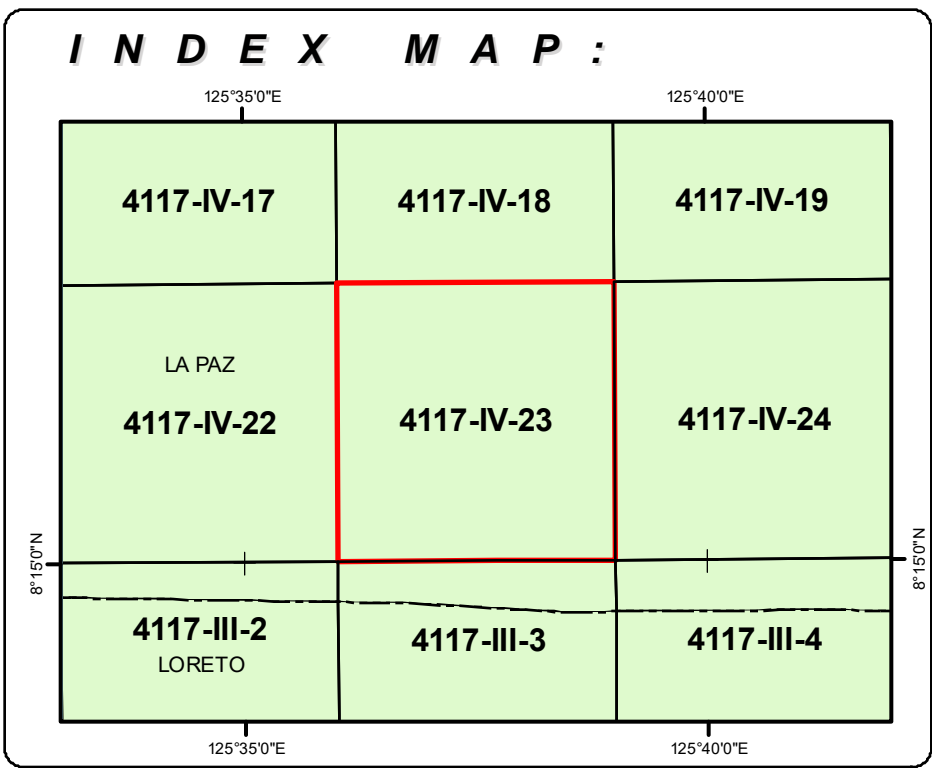 INDEX MAP:
125°35'0"E 125°40'0"E
4117-IV-17 4117-IV-18 4117-IV-19
LA PAZ
4117-IV-22 4117-IV-23 4117-IV-24
8°15'0"N 8°15'0"N
4117-III-2 4117-III-3 4117-III-4
LORETO
125°35'0"E 125°40'0"E